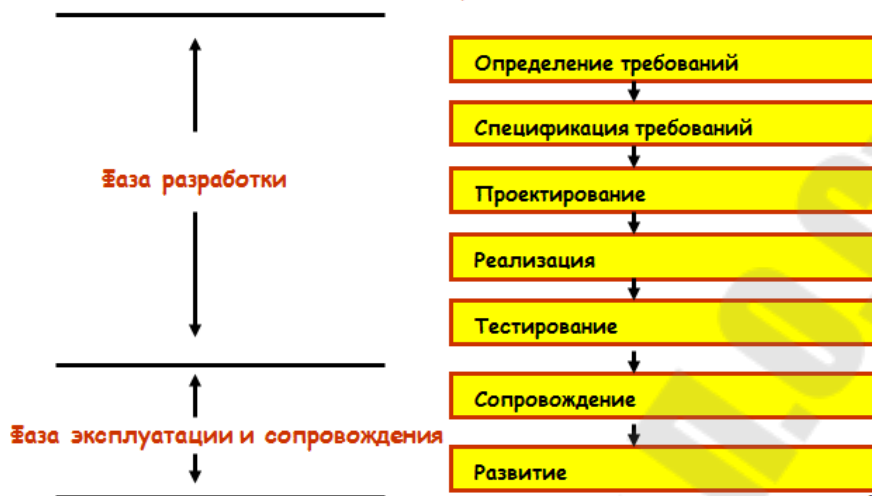 Определение требований
Спецификация требований
Фаза разработки
Проектирование
Реализация
Тестирование
Сопровождение
Фаза эксплуатации и сопровождения
Развитие